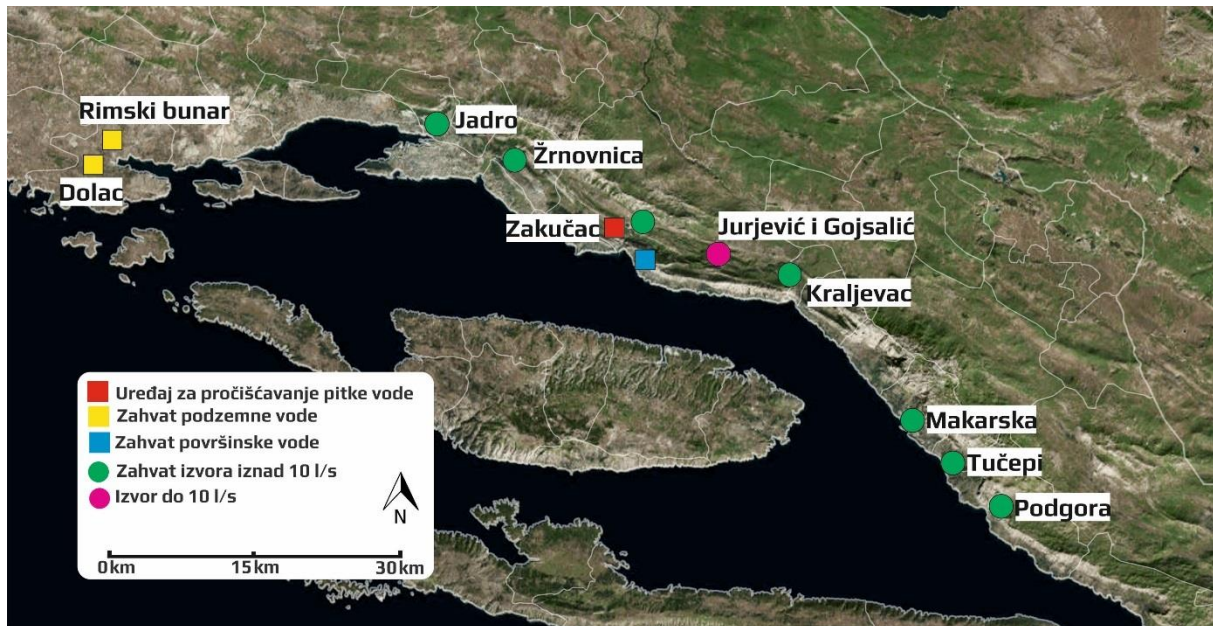 Rimski bunar
Dolac
Jadro
Žrnovnica
Zakučac
Jurjević i Gojsalić
Kraljevac
Makarska
Tučepi
Podgora
Uređaj za pročišćavanje pitke vode
Zahvat podzemne vode
Zahvat površinske vode
Zahvat izvora iznad 10 l/s
Izvor do 10 l/s
N
0km 15km 30km